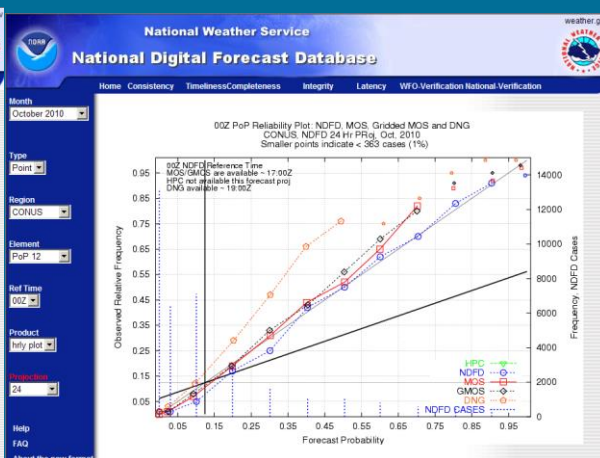 weather.g
NOAA
National Weather Service
National Digital Forecast Database
Home Consistency TimelinessCompleteness Integrity Latency WFO-Verification National-Verification
Month
October 2010
Type
Point
Region
CONUS
Element
PoP 12
Ref Time
00Z
Product
hrly plot
Projection
24
Help
FAQ
About the new format
00Z PoP Reliability Plot: NDFD, MOS, Gridded MOS and DNG
CONUS, NDFD 24 Hr PRoj, Oct. 2010
Smaller points indicate < 363 cases (1%)
00Z NDFD Reference Time
MOS/GMOS are available ~ 17:00Z
HPC not available this forecast proj
DNG available ~ 19:00Z
Observed Relative Frequency
0.95
0.85
0.75
0.65
0.55
0.45
0.35
0.25
0.15
0.05
14000
12000
10000
8000
6000
4000
2000
0
Frequency, NDFD Cases
HPC
NDFD
MOS
GMOS
DNG
NDFD CASES
0.05 0.15 0.25 0.35 0.45 0.55 0.65 0.75 0.85 0.95
Forecast Probability